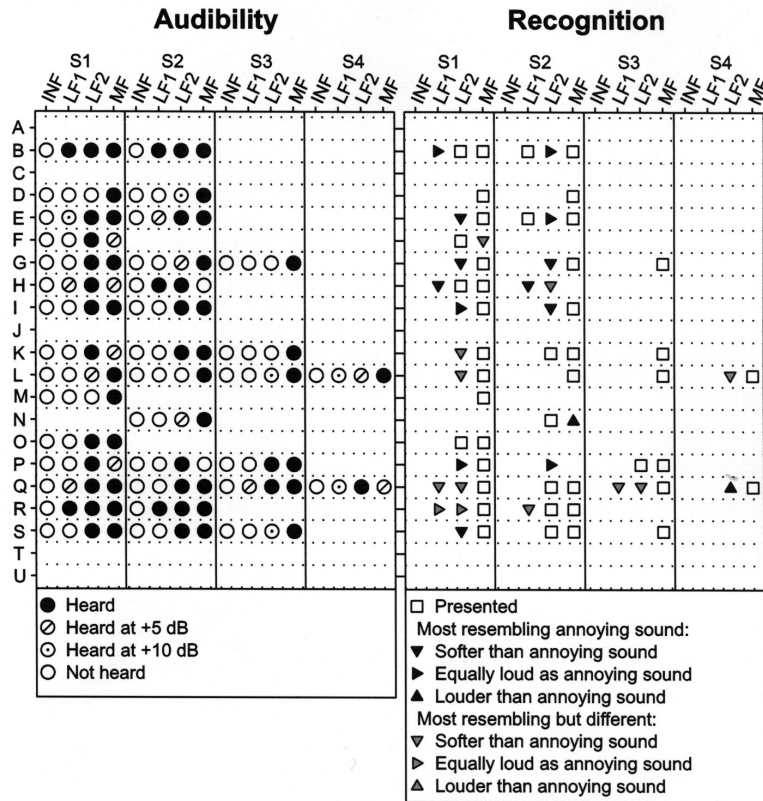 Audibility
Recognition
S1 S2 S3 S4
INF LF1 LF2 MF INF LF1 LF2 MF INF LF1 LF2 MF INF LF1 LF2 MF
S1 S2 S3 S4
INF LF1 LF2 MF INF LF1 LF2 MF INF LF1 LF2 MF INF LF1 LF2 MF
A
B
C
D
E
F
G
H
I
J
K
L
M
N
O
P
Q
R
S
T
U
Heard
Heard at +5 dB
Heard at +10 dB
Not heard
Presented
Most resembling annoying sound:
Softer than annoying sound
Equally loud as annoying sound
Louder than annoying sound
Most resembling but different:
Softer than annoying sound
Equally loud as annoying sound
Louder than annoying sound